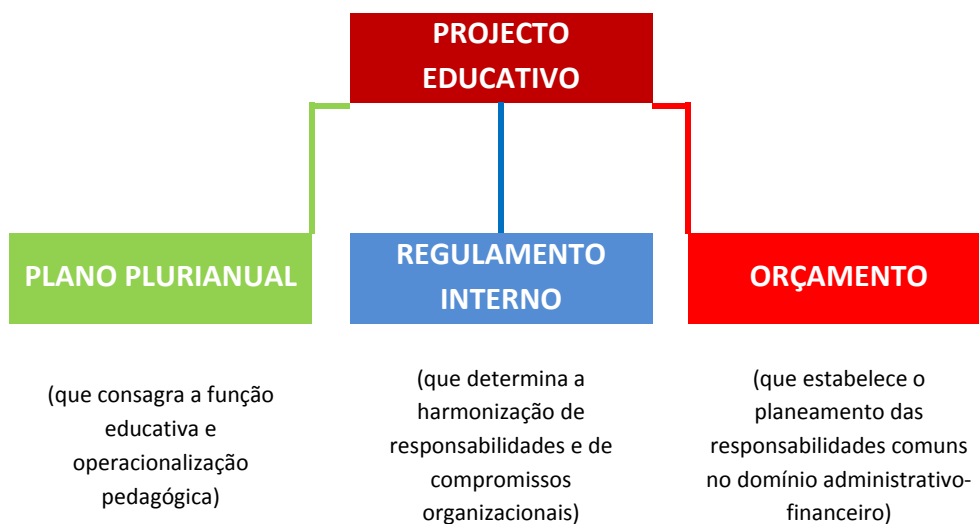 PROJECTO
EDUCATIVO
PLANO PLURIANUAL
REGULAMENTO
INTERNO
ORÇAMENTO
(que consagra a função
educativa e
operacionalização
pedagógica)
(que determina a
harmonização de
responsabilidades e de
compromissos
organizacionais)
(que estabelece o
planeamento das
responsabilidades comuns
no domínio administrativo-
financeiro)